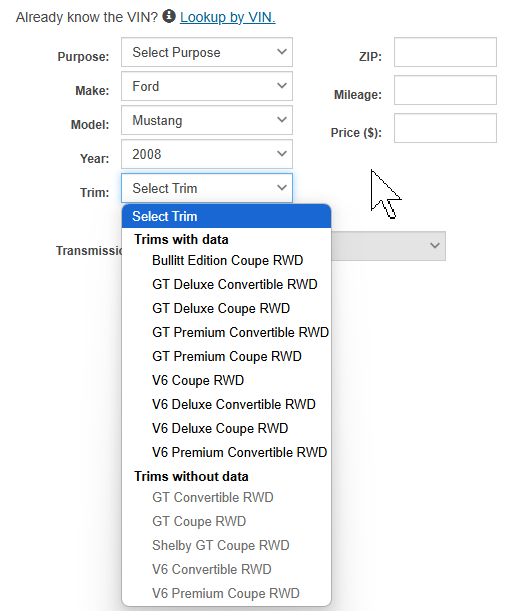 Already know the VIN? Lookup by VIN.
Purpose: Select Purpose
ZIP:
Make: Ford
Mileage:
Model: Mustang
Price ($):
Year: 2008
Trim: Select Trim
Select Trim
Trims with data
Transmissi
Bullitt Edition Coupe RWD
GT Deluxe Convertible RWD
GT Deluxe Coupe RWD
GT Premium Convertible RWD
GT Premium Coupe RWD
V6 Coupe RWD
V6 Deluxe Convertible RWD
V6 Deluxe Coupe RWD
V6 Premium Convertible RWD
Trims without data
GT Convertible RWD
GT Coupe RWD
Shelby GT Coupe RWD
V6 Convertible RWD
V6 Premium Coupe RWD